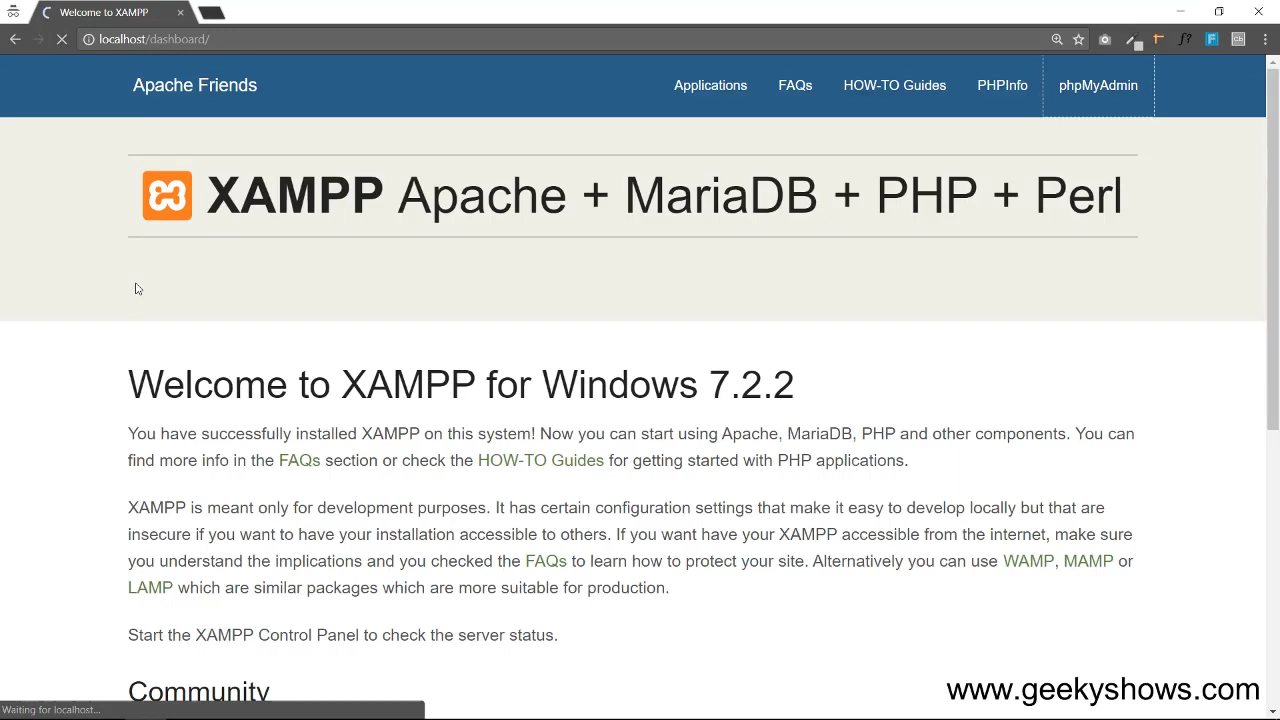 Welcome to XAMPP
localhost/dashboard/
Apache Friends
Applications FAQs HOW-TO Guides PHPInfo phpMyAdmin
XAMPP Apache + MariaDB + PHP + Perl
Welcome to XAMPP for Windows 7.2.2
You have successfully installed XAMPP on this system! Now you can start using Apache, MariaDB, PHP and other components. You can
find more info in the FAQs section or check the HOW-TO Guides for getting started with PHP applications.
XAMPP is meant only for development purposes. It has certain configuration settings that make it easy to develop locally but that are
insecure if you want to have your installation accessible to others. If you want have your XAMPP accessible from the internet, make sure
you understand the implications and you checked the FAQs to learn how to protect your site. Alternatively you can use WAMP, MAMP or
LAMP which are similar packages which are more suitable for production.
Start the XAMPP Control Panel to check the server status.
Community
www.geekyshows.com
Waiting for localhost...